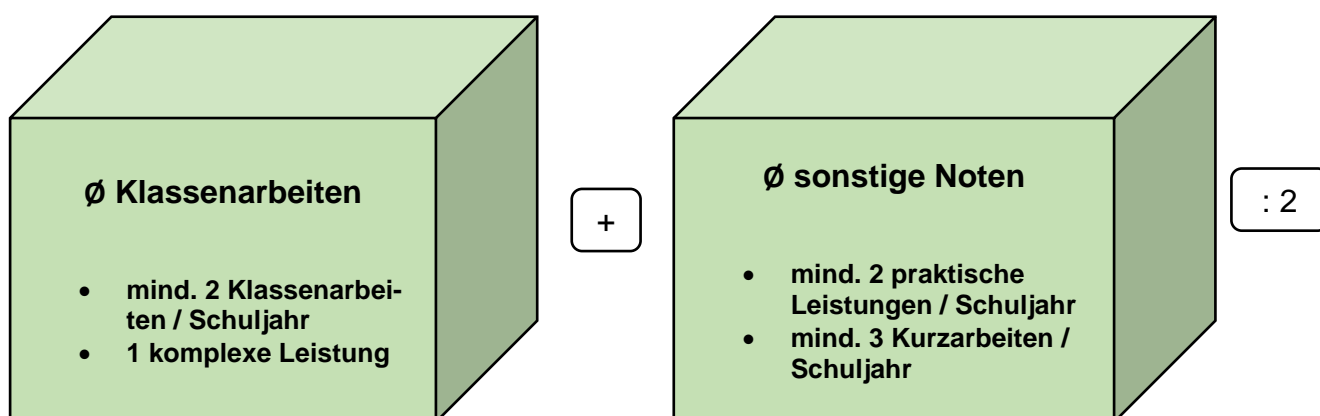 Ø Klassenarbeiten
• mind. 2 Klassenarbei-
ten / Schuljahr
• 1 komplexe Leistung
+
Ø sonstige Noten
• mind. 2 praktische
Leistungen / Schuljahr
• mind. 3 Kurzarbeiten /
Schuljahr
: 2